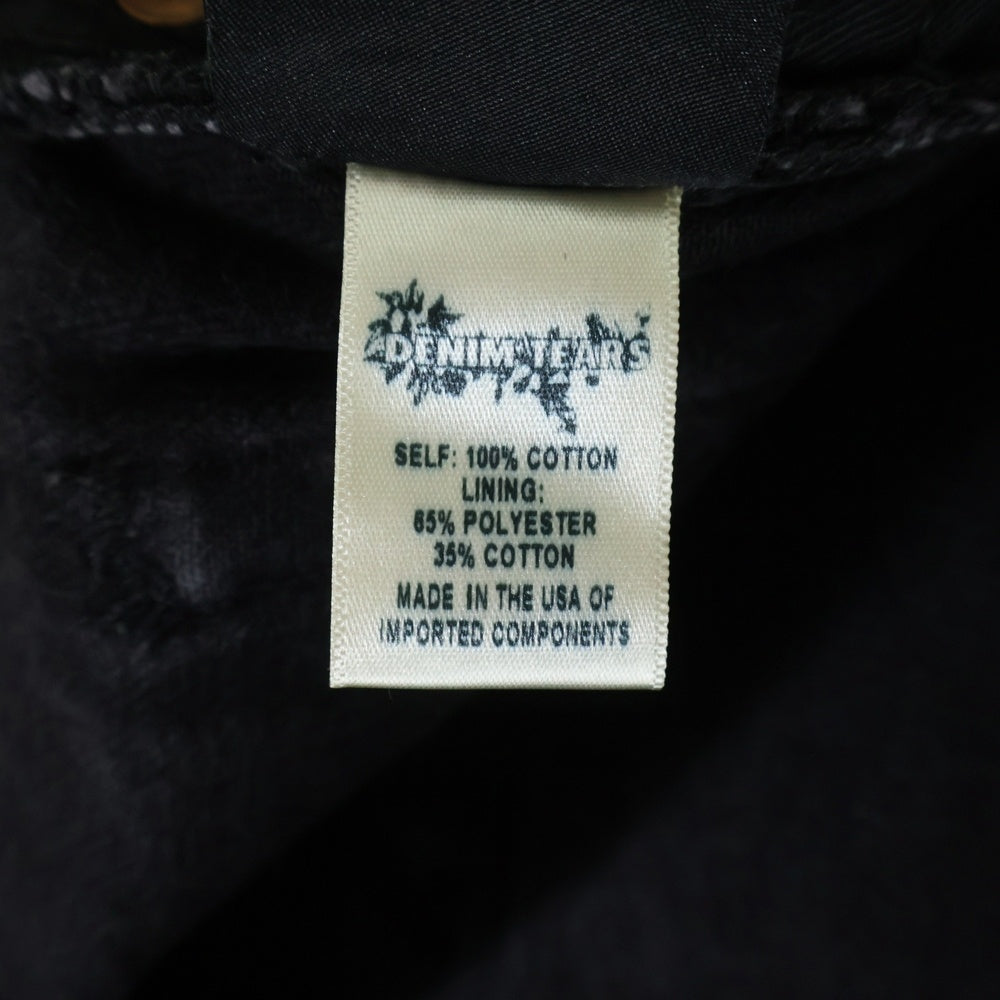 DENIM TEARS
SELF: 100% COTTON
LINING:
65% POLYESTER
35% COTTON
MADE IN THE USA OF
IMPORTED COMPONENTS